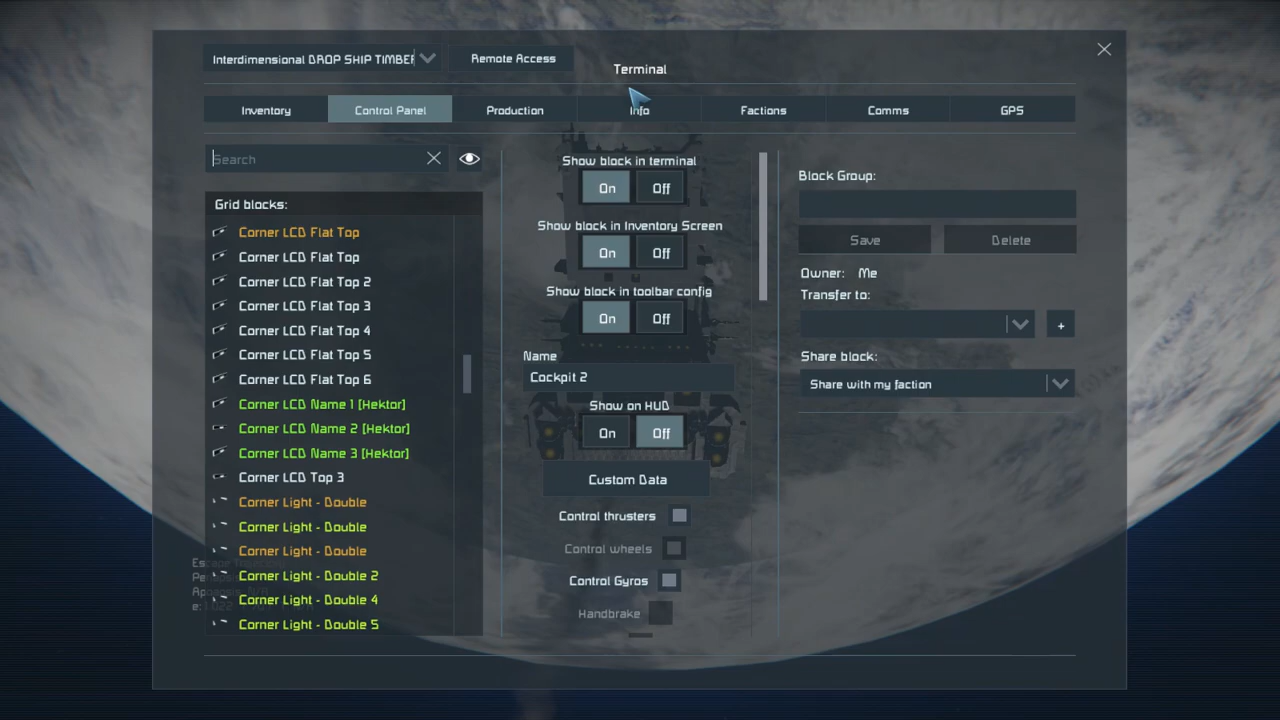 Interdimensional DROP SHIP TIMBER
Remote Access
Terminal
Inventory
Control Panel
Production
Info
Factions
Comms
GPS
Search
Grid blocks:
Corner LCD Flat Top
Corner LCD Flat Top
Corner LCD Flat Top 2
Corner LCD Flat Top 3
Corner LCD Flat Top 4
Corner LCD Flat Top 5
Corner LCD Flat Top 6
Corner LCD Name 1 [Hektor]
Corner LCD Name 2 [Hektor]
Corner LCD Name 3 [Hektor]
Corner LCD Top 3
Corner Light - Double
Corner Light - Double
Corner Light - Double
Corner Light - Double 2
Corner Light - Double 4
Corner Light - Double 5
Show block in terminal
On Off
Show block in Inventory Screen
On Off
Show block in toolbar config
On Off
Name
Cockpit 2
Show on HUD
On Off
Custom Data
Control thrusters
Control wheels
Control Gyros
Handbrake
Block Group:
Save
Delete
Owner: Me
Transfer to:
+
Share block:
Share with my faction